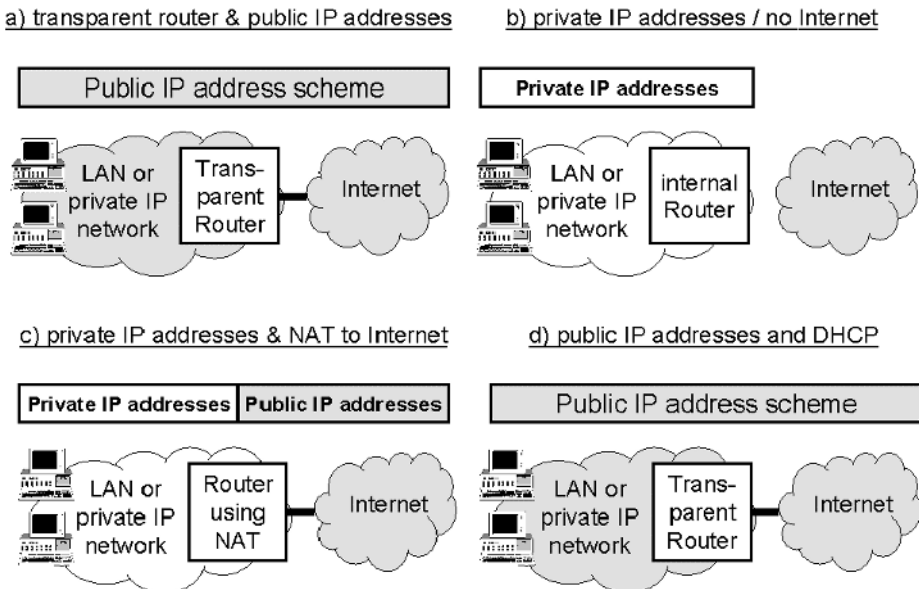 a) transparent router & public IP addresses
Public IP address scheme
LAN or
private IP
network
Trans-
parent
Router
Internet
b) private IP addresses / no Internet
Private IP addresses
LAN or
private IP
network
internal
Router
Internet
c) private IP addresses & NAT to Internet
Private IP addresses
Public IP addresses
LAN or
private IP
network
Router
using
NAT
Internet
d) public IP addresses and DHCP
Public IP address scheme
LAN or
private IP
network
Trans-
parent
Router
Internet